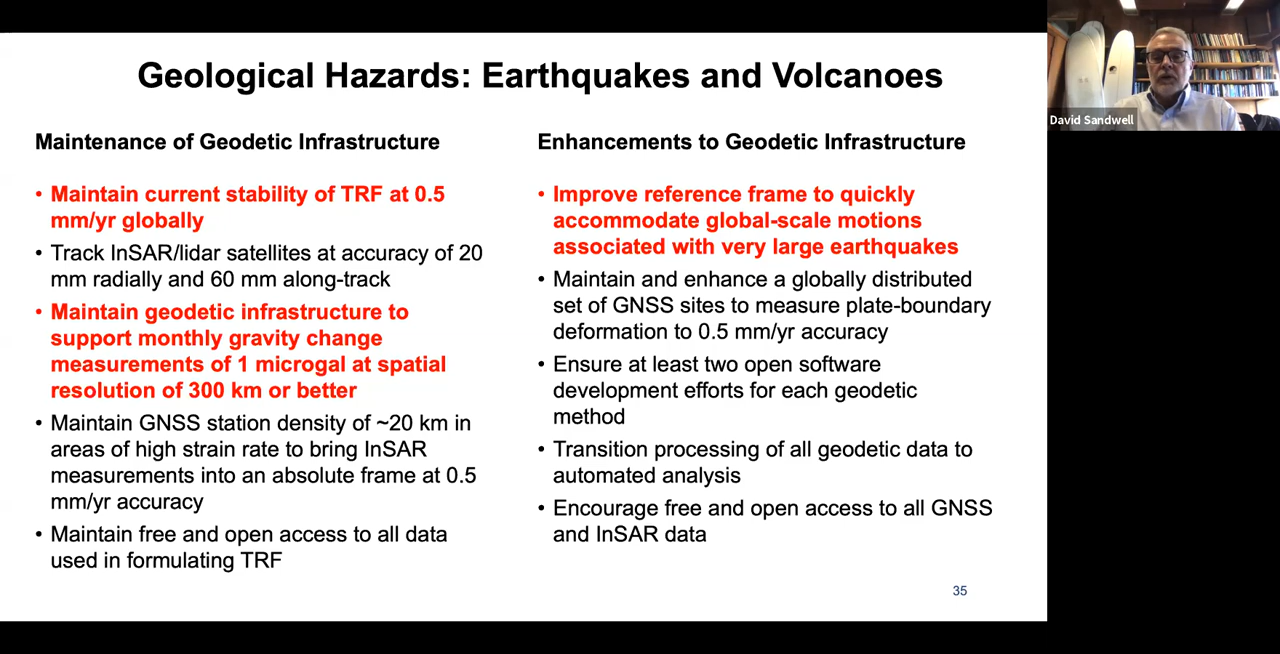 Geological Hazards: Earthquakes and Volcanoes
Maintenance of Geodetic Infrastructure
• Maintain current stability of TRF at 0.5
mm/yr globally
• Track InSAR/lidar satellites at accuracy of 20
mm radially and 60 mm along-track
• Maintain geodetic infrastructure to
support monthly gravity change
measurements of 1 microgal at spatial
resolution of 300 km or better
• Maintain GNSS station density of ~20 km in
areas of high strain rate to bring InSAR
measurements into an absolute frame at 0.5
mm/yr accuracy
• Maintain free and open access to all data
used in formulating TRF
Enhancements to Geodetic Infrastructure
• Improve reference frame to quickly
accommodate global-scale motions
associated with very large earthquakes
• Maintain and enhance a globally distributed
set of GNSS sites to measure plate-boundary
deformation to 0.5 mm/yr accuracy
• Ensure at least two open software
development efforts for each geodetic
method
• Transition processing of all geodetic data to
automated analysis
• Encourage free and open access to all GNSS
and InSAR data
35
David Sandwell